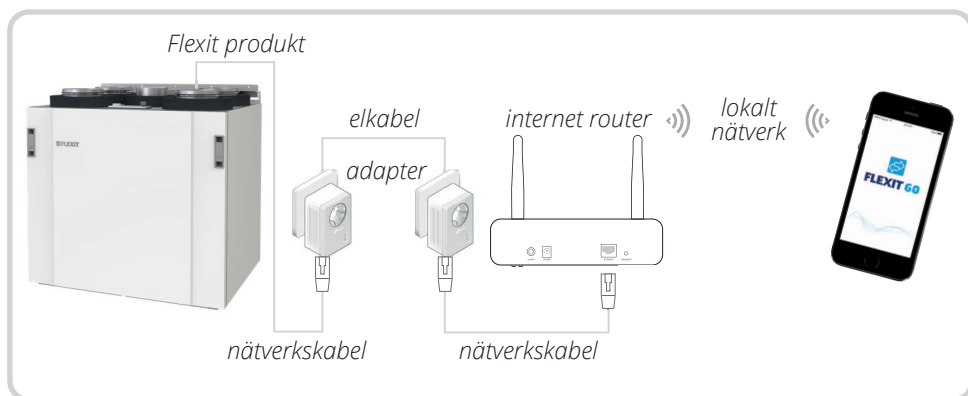 Flexit produkt
elkabel
internet router
lokalt
nätverk
adapter
FLEXIT
FLEXIT GO
nätverkskabel
nätverkskabel